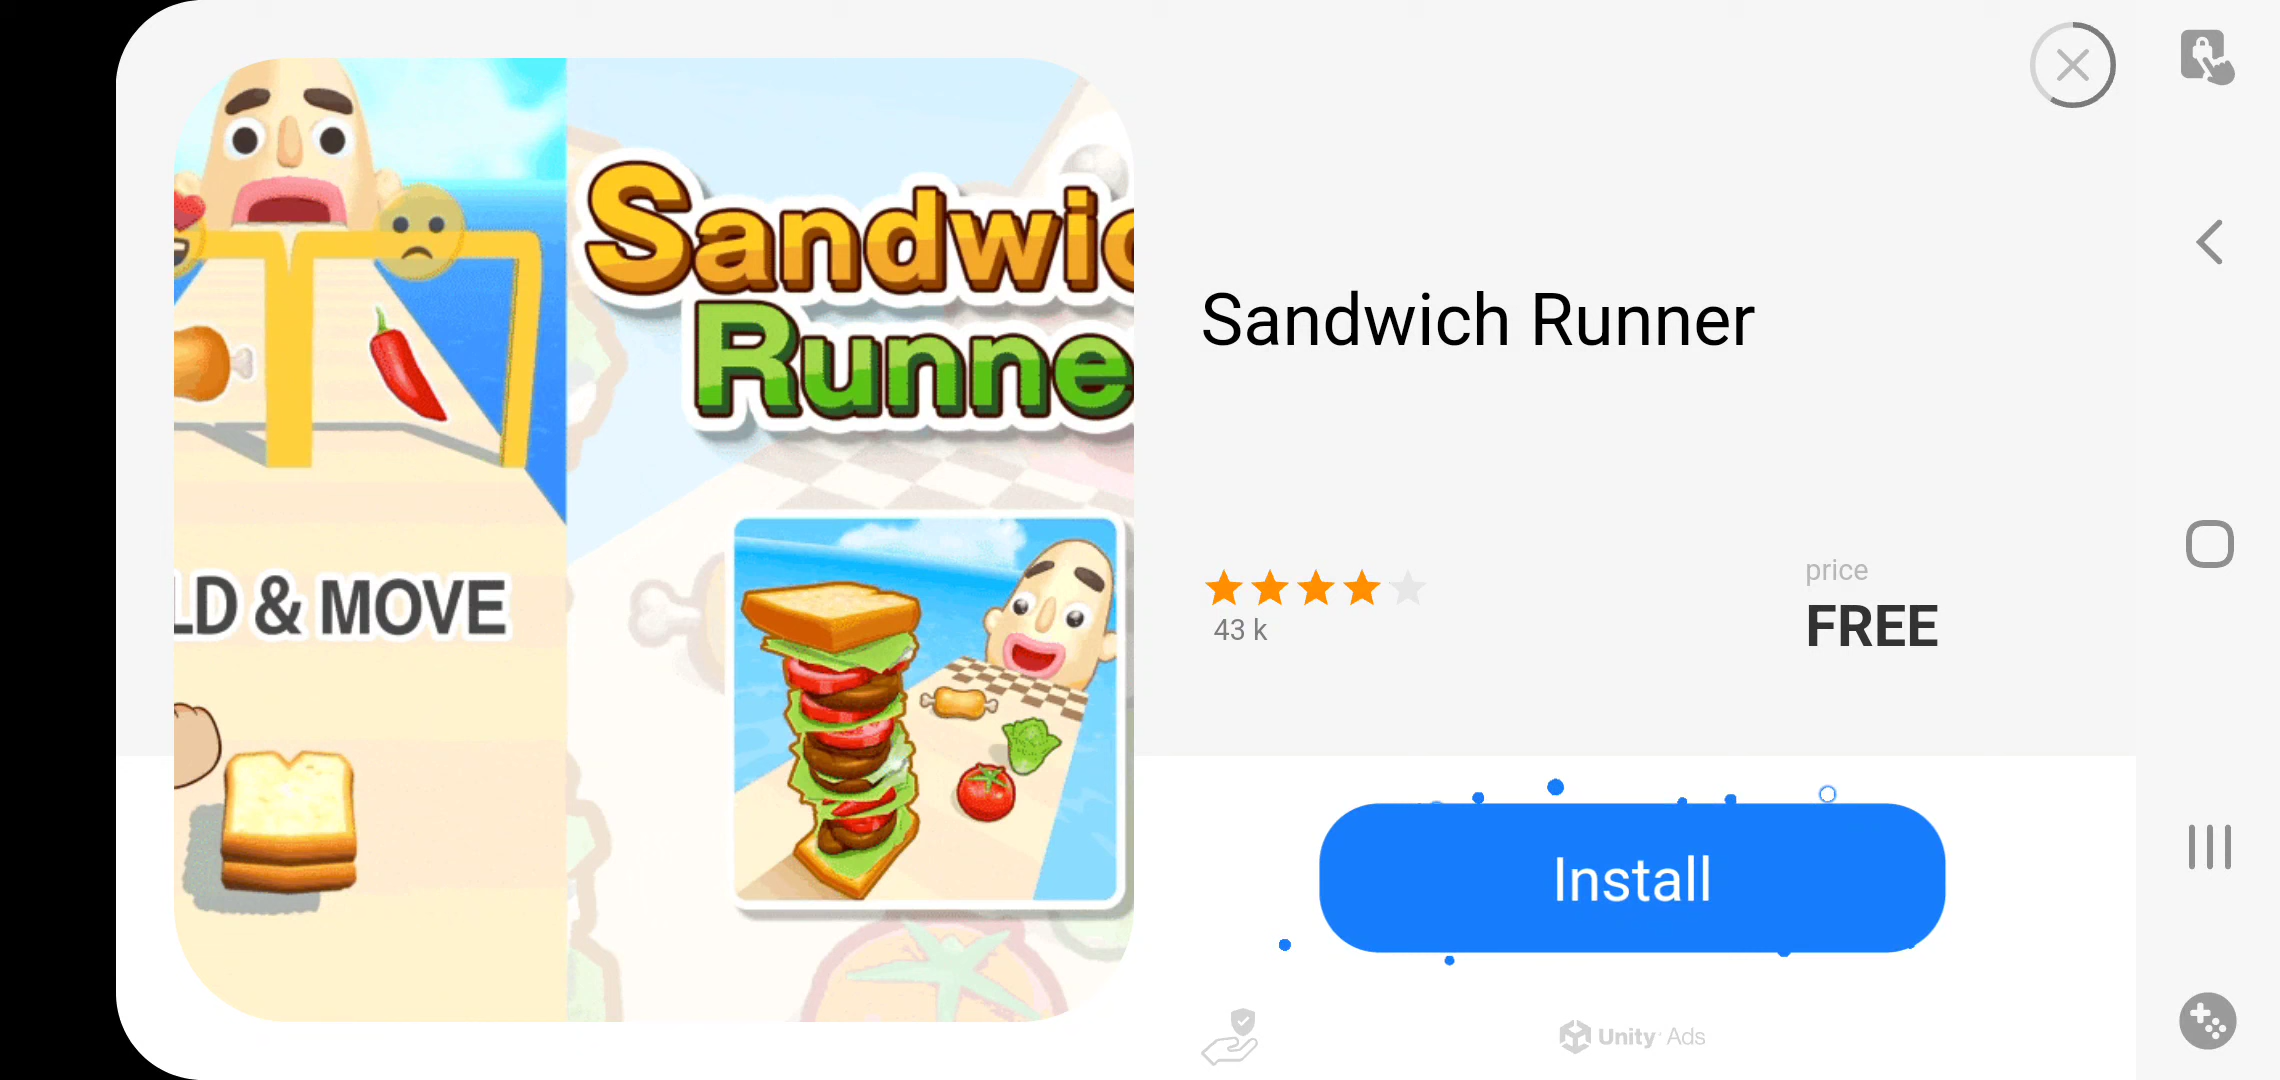 Sandwic
Runne
LD & MOVE
Sandwich Runner
43 k
price
FREE
Install
Unity Ads